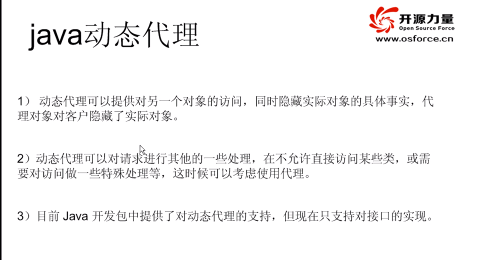 java动态代理
开源力量
Open Source Force
www.osforce.cn
1） 动态代理可以提供对另一个对象的访问，同时隐藏实际对象的具体事实，代
理对象对客户隐藏了实际对象。
2）动态代理可以对请求进行其他的一些处理，在不允许直接访问某些类，或需
要对访问做一些特殊处理等，这时候可以考虑使用代理。
3）目前 Java 开发包中提供了对动态代理的支持，但现在只支持对接口的实现。